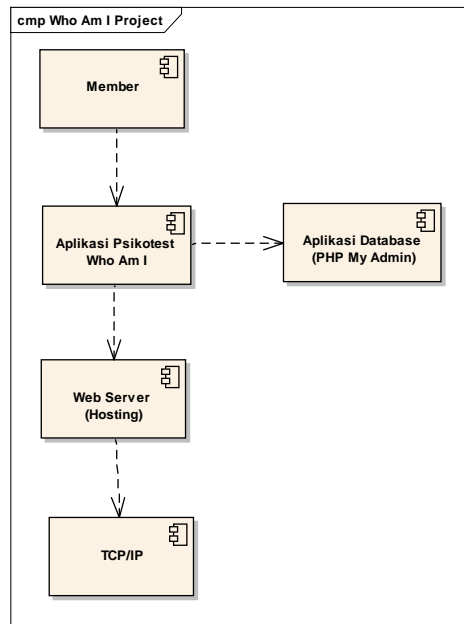 cmp Who Am I Project
Member
Aplikasi Psikotest
Who Am I
Aplikasi Database
(PHP My Admin)
Web Server
(Hosting)
TCP/IP